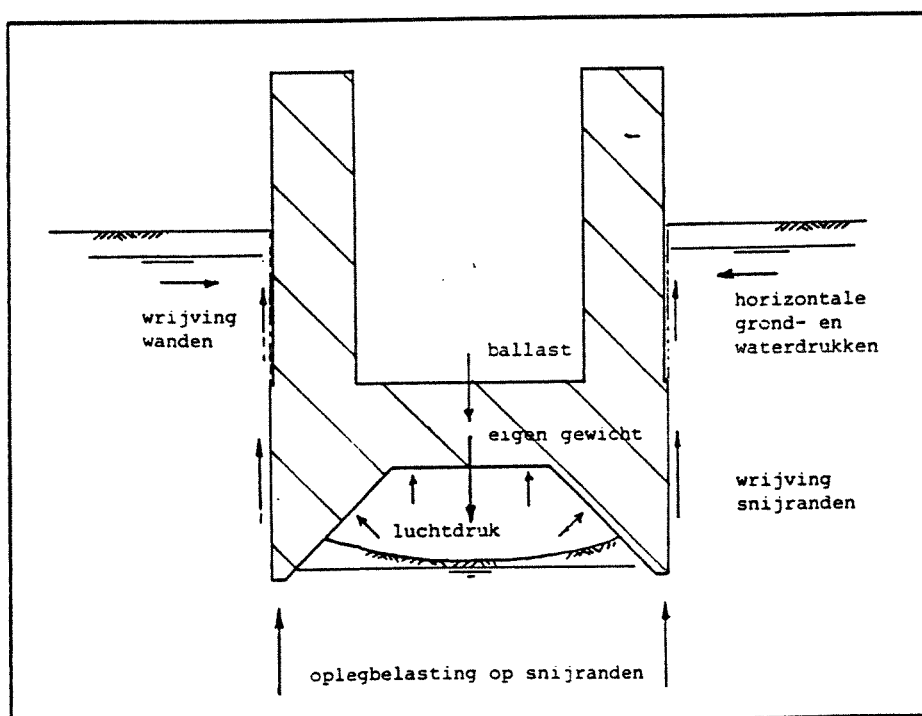 wrijving
wanden
horizontale
grond- en
waterdrukken
ballast
eigen gewicht
wrijving
snijranden
luchtdruk
oplegbelasting op snijranden